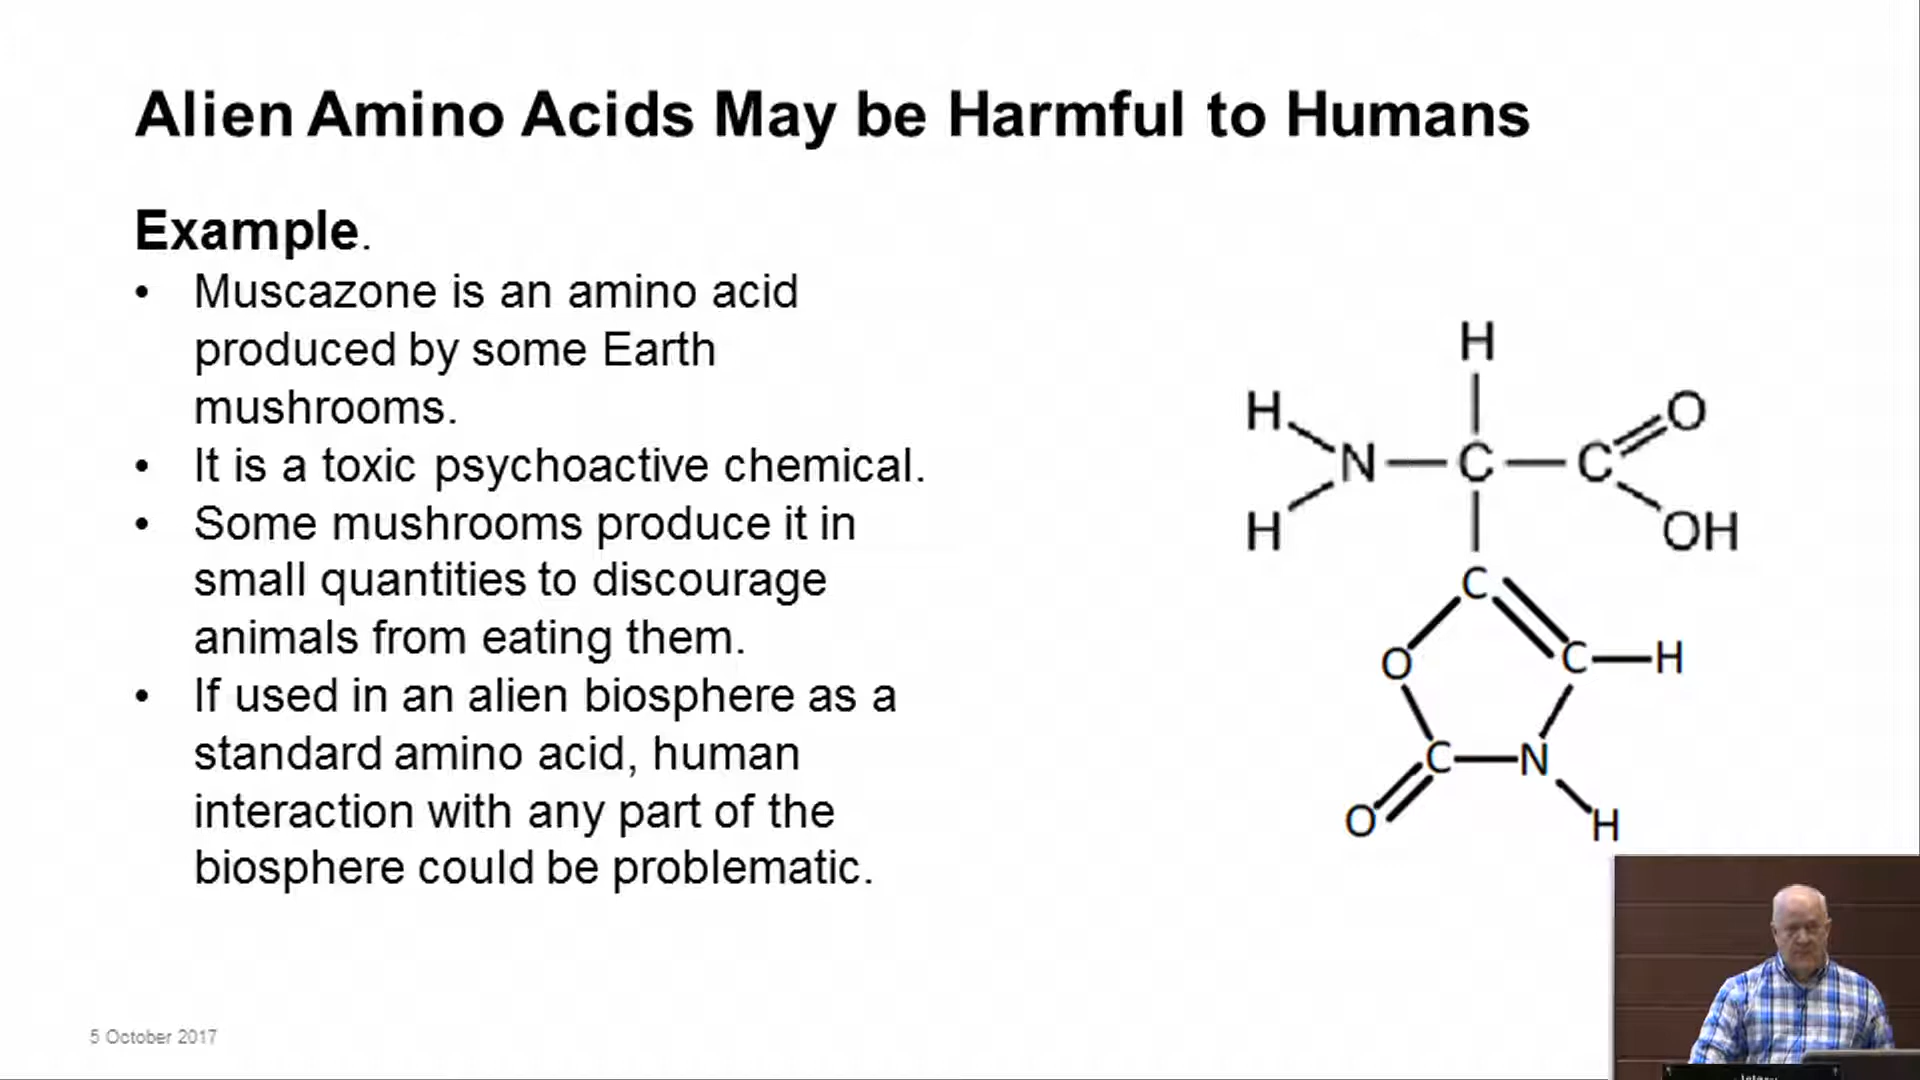 Alien Amino Acids May be Harmful to Humans
Example.
• Muscazone is an amino acid
produced by some Earth
mushrooms.
• It is a toxic psychoactive chemical.
• Some mushrooms produce it in
small quantities to discourage
animals from eating them.
• If used in an alien biosphere as a
standard amino acid, human
interaction with any part of the
biosphere could be problematic.
H
H O
N C C
H OH
C
O C H
C N
O H
5 October 2017